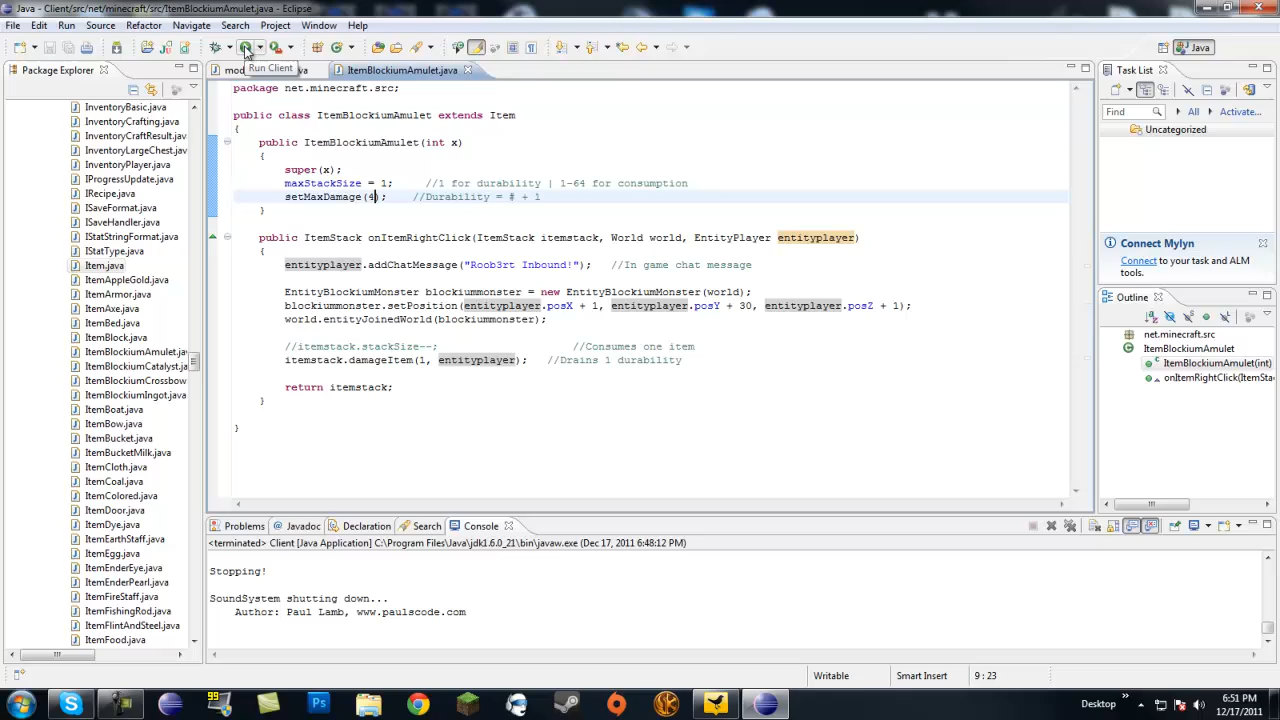 Java - Client/src/net/minecraft/src/ItemBlockiumAmulet.java - Eclipse
File Edit Run Source Refactor Navigate Search Project Window Help
Java
Run Client
Package Explorer
InventoryBasic.java
InventoryCrafting.java
InventoryCraftResult.java
InventoryLargeChest.java
InventoryPlayer.java
IProgressUpdate.java
IRecipe.java
ISaveFormat.java
ISaveHandler.java
IStatStringFormat.java
IStatType.java
Item.java
ItemAppleGold.java
ItemArmor.java
ItemAxe.java
ItemBed.java
ItemBlock.java
ItemBlockiumAmulet.java
ItemBlockiumCatalyst.java
ItemBlockiumCrossbow
ItemBlockiumIngot.java
ItemBoat.java
ItemBow.java
ItemBucket.java
ItemBucketMilk.java
ItemCloth.java
ItemCoal.java
ItemColored.java
ItemDoor.java
ItemDye.java
ItemEarthStaff.java
ItemEgg.java
ItemEnderEye.java
ItemEnderPearl.java
ItemFireStaff.java
ItemFishingRod.java
ItemFlintAndSteel.java
ItemFood.java
ItemBlockiumAmulet.java
package net.minecraft.src;
public class ItemBlockiumAmulet extends Item
{
public ItemBlockiumAmulet(int x)
{
super(x);
maxStackSize = 1; //1 for durability | 1-64 for consumption
setMaxDamage(4); //Durability = # + 1
}
public ItemStack onItemRightClick(ItemStack itemstack, World world, EntityPlayer entityplayer)
{
entityplayer.addChatMessage("Roob3rt Inbound!"); //In game chat message
EntityBlockiumMonster blockiummonster = new EntityBlockiumMonster(world);
blockiummonster.setPosition(entityplayer.posX + 1, entityplayer.posY + 30, entityplayer.posZ + 1);
world.entityJoinedWorld(blockiummonster);
//itemstack.stackSize--; //Consumes one item
itemstack.damageItem(1, entityplayer); //Drains 1 durability
return itemstack;
}
}
Task List
Find All Activate...
Uncategorized
Connect Mylyn
Connect to your task and ALM
tools.
Outline
net.minecraft.src
ItemBlockiumAmulet
ItemBlockiumAmulet(int)
onItemRightClick(ItemSta
Problems Javadoc Declaration Search Console
<terminated> Client [Java Application] C:\Program Files\Java\jdk1.6.0_21\bin\javaw.exe (Dec 17, 2011 6:48:12 PM)
Stopping!
SoundSystem shutting down...
Author: Paul Lamb, www.paulscode.com
Writable Smart Insert 9 : 23
99
Ps
Desktop
6:51 PM
12/17/2011